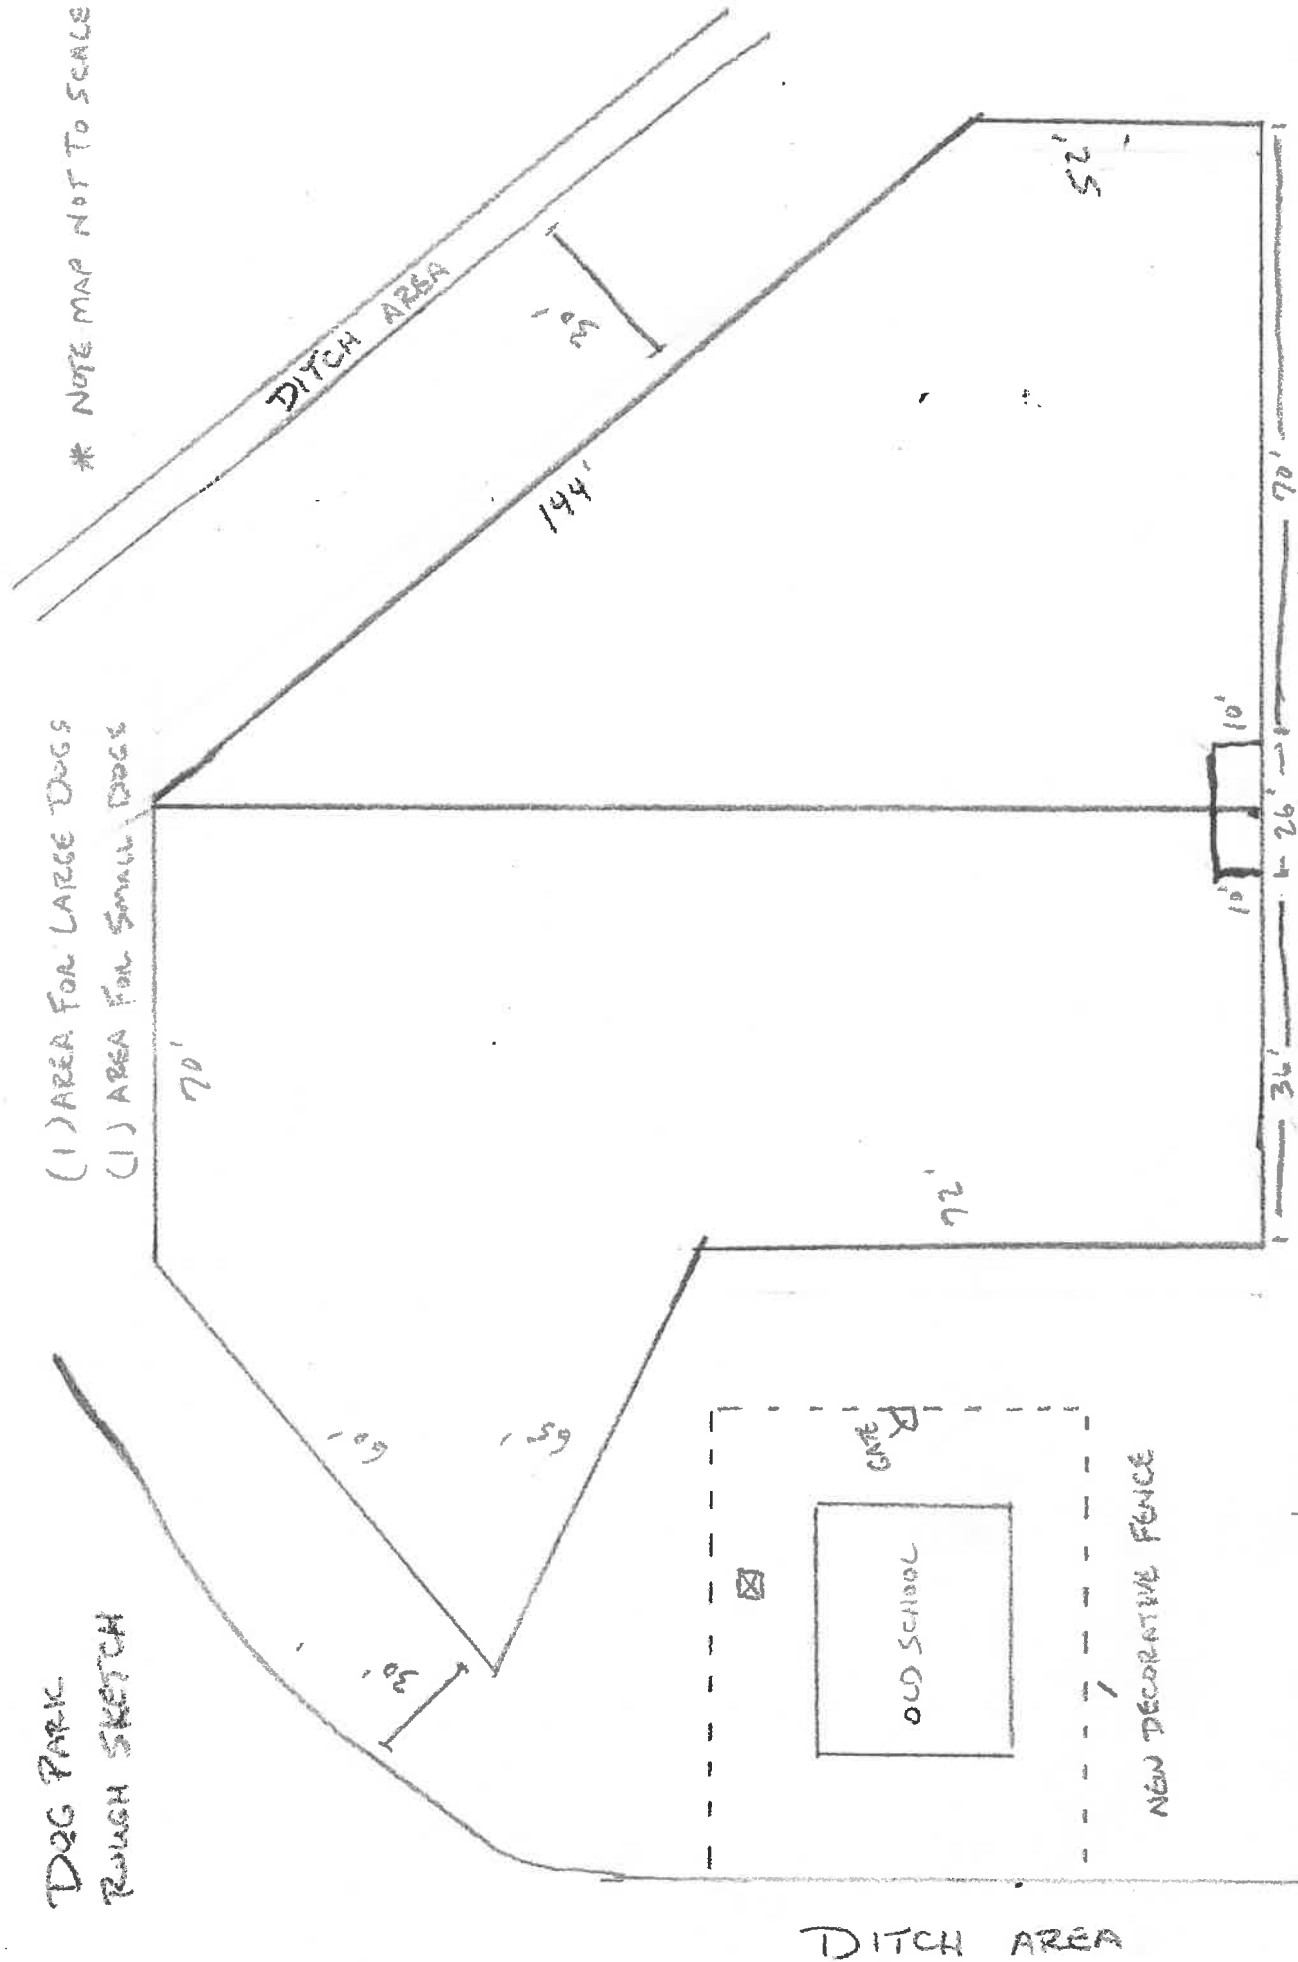 DOG PARK
ROUGH SKETCH
(1) AREA FOR LARGE DOGS
(1) AREA FOR SMALL DOGS
* NOTE MAP NOT TO SCALE
DITCH AREA
30'
30'
70'
144'
60'
65'
72'
52'
10'
10'
36'
26'
70'
GATE
OLD SCHOOL
NEW DECORATIVE FENCE
DITCH AREA